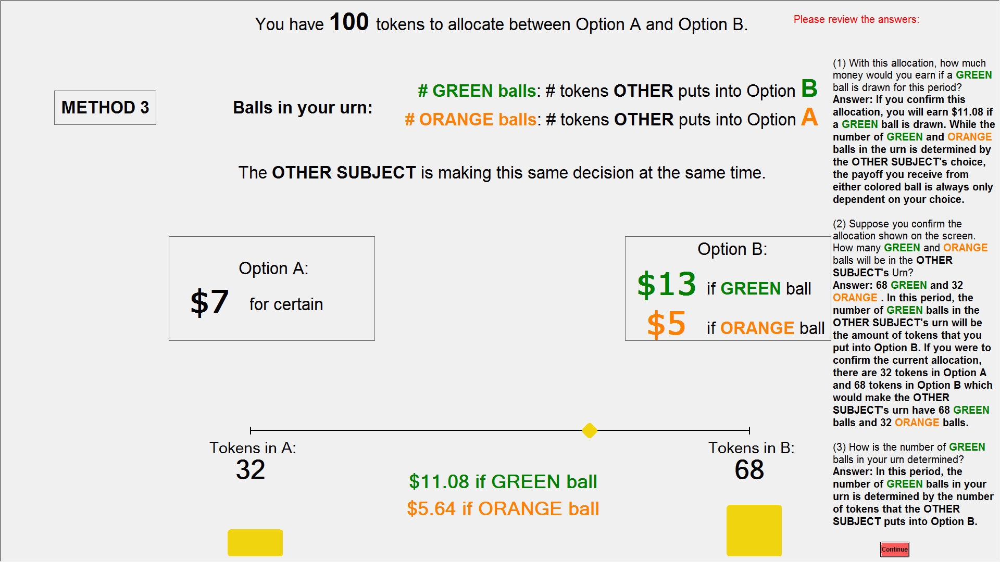 You have 100 tokens to allocate between Option A and Option B.
Please review the answers:
METHOD 3
Balls in your urn:
# GREEN balls: # tokens OTHER puts into Option B
# ORANGE balls: # tokens OTHER puts into Option A
The OTHER SUBJECT is making this same decision at the same time.
Option A:
$7 for certain
Option B:
$13 if GREEN ball
$5 if ORANGE ball
Tokens in A:
32
Tokens in B:
68
$11.08 if GREEN ball
$5.64 if ORANGE ball
(1) With this allocation, how much
money would you earn if a GREEN
ball is drawn for this period?
Answer: If you confirm this
allocation, you will earn $11.08 if
a GREEN ball is drawn. While the
number of GREEN and ORANGE
balls in the urn is determined by
the OTHER SUBJECT's choice,
the payoff you receive from
either colored ball is always only
dependent on your choice.
(2) Suppose you confirm the
allocation shown on the screen.
How many GREEN and ORANGE
balls will be in the OTHER
SUBJECT's Urn?
Answer: 68 GREEN and 32
ORANGE . In this period, the
number of GREEN balls in the
OTHER SUBJECT's urn will be
the amount of tokens that you
put into Option B. If you were to
confirm the current allocation,
there are 32 tokens in Option A
and 68 tokens in Option B which
would make the OTHER
SUBJECT's urn have 68 GREEN
balls and 32 ORANGE balls.
(3) How is the number of GREEN
balls in your urn determined?
Answer: In this period, the
number of GREEN balls in your
urn is determined by the number
of tokens that the OTHER
SUBJECT puts into Option B.
Continue